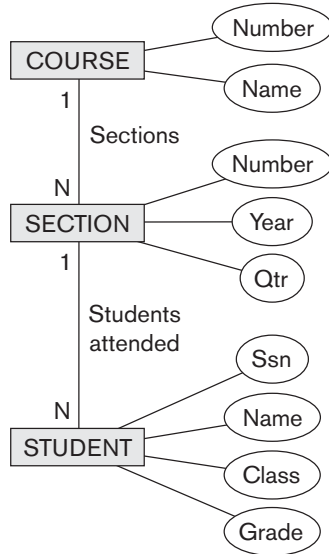 Number
COURSE
Name
1
Sections
Number
N
SECTION
Year
1
Qtr
Students
attended
Ssn
N
Name
STUDENT
Class
Grade